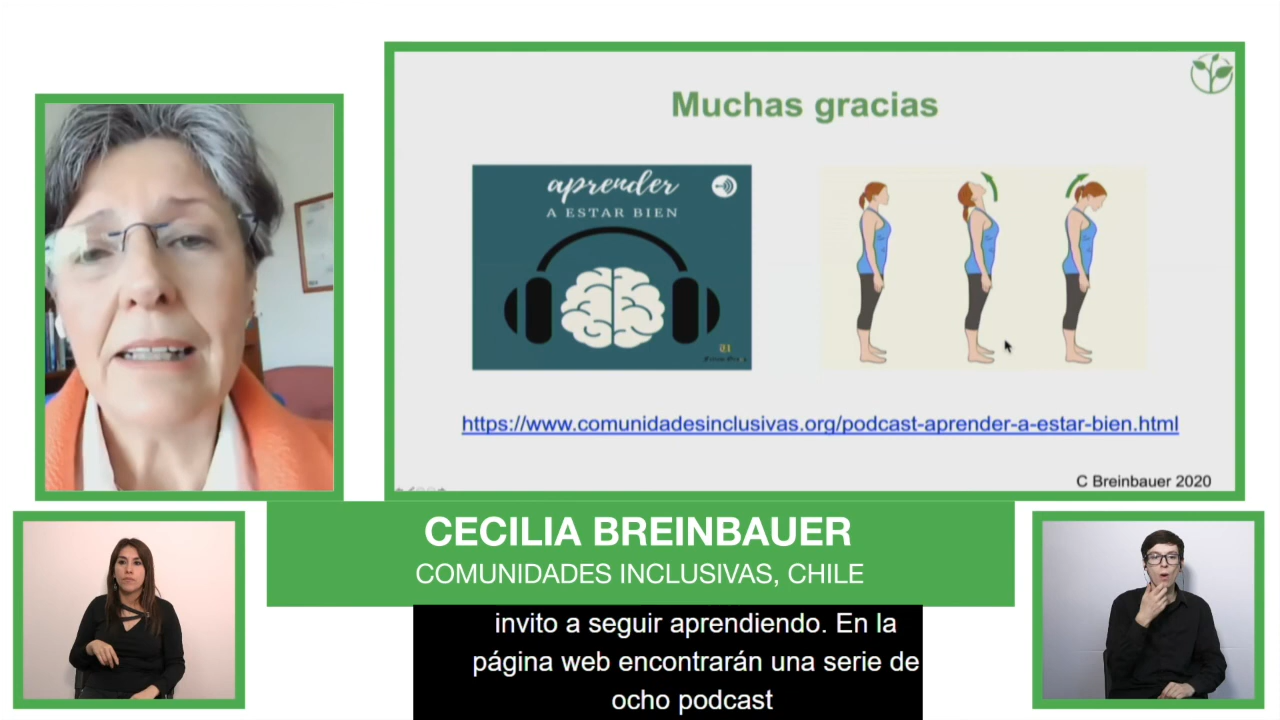 Muchas gracias
aprender
A ESTAR BIEN
https://www.comunidadesinclusivas.org/podcast-aprender-a-estar-bien.html
C Breinbauer 2020
CECILIA BREINBAUER
COMUNIDADES INCLUSIVAS, CHILE
invito a seguir aprendiendo. En la
página web encontrarán una serie de
ocho podcast